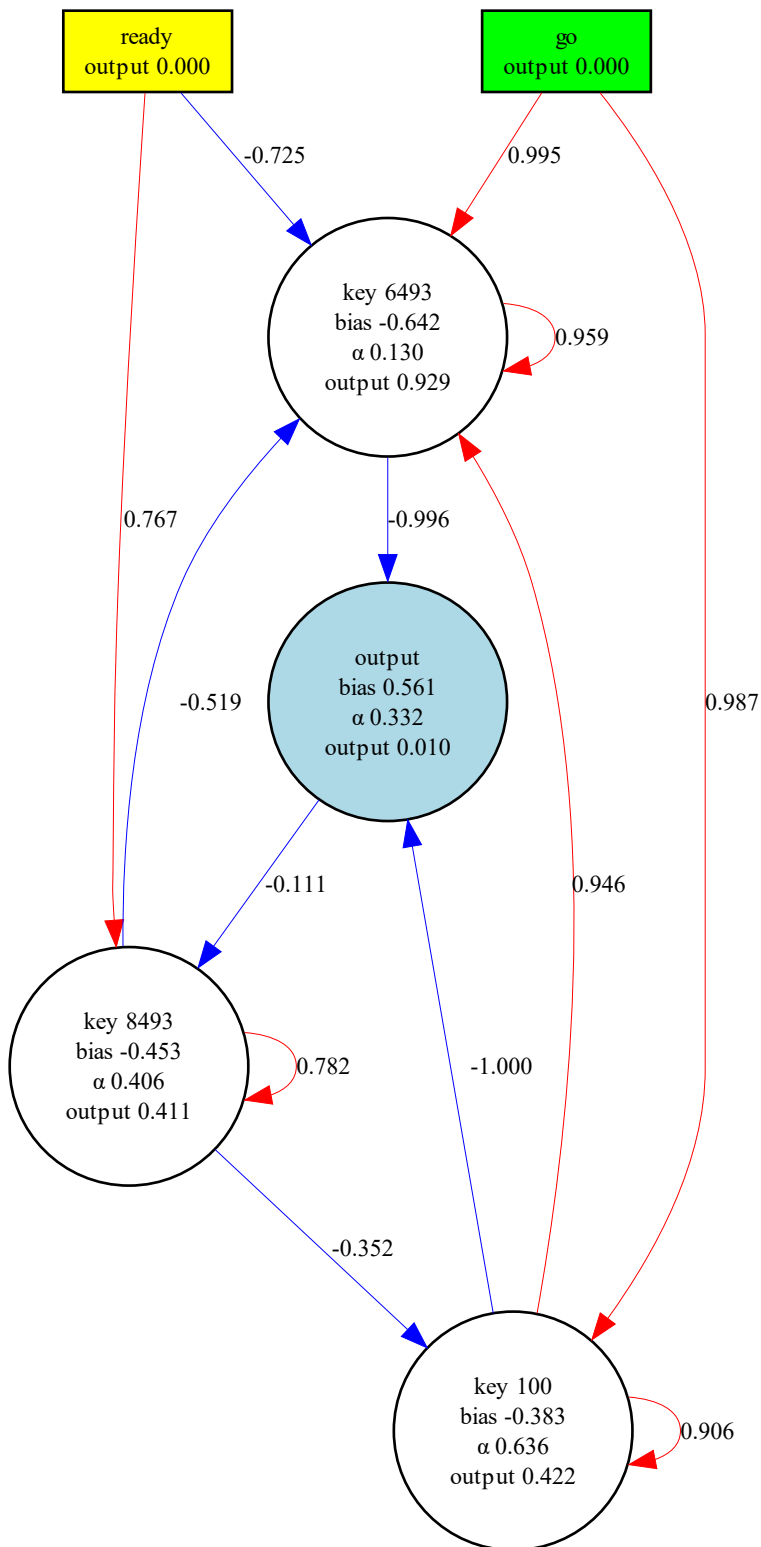 ready
output 0.000
go
output 0.000
-0.725
0.995
key 6493
bias -0.642
α 0.130
output 0.929
0.959
0.767
-0.996
-0.519
output
bias 0.561
α 0.332
output 0.010
0.987
-0.111
0.946
key 8493
bias -0.453
α 0.406
output 0.411
0.782
-1.000
-0.352
key 100
bias -0.383
α 0.636
output 0.422
0.906